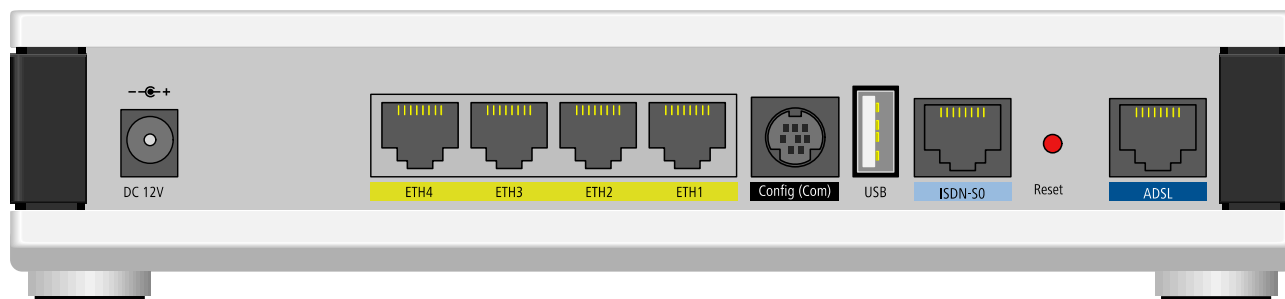 DC 12V
ETH4
ETH3
ETH2
ETH1
Config (Com)
USB
ISDN-S0
Reset
ADSL